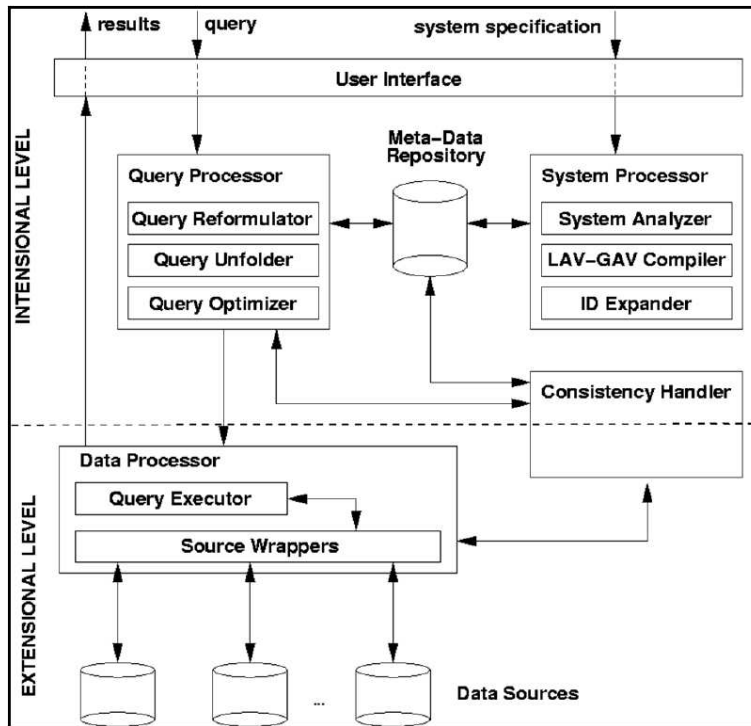 results
query
system specification
User Interface
INTENSIONAL LEVEL
Meta-Data
Repository
Query Processor
Query Reformulator
Query Unfolder
Query Optimizer
System Processor
System Analyzer
LAV-GAV Compiler
ID Expander
Consistency Handler
EXTENSIONAL LEVEL
Data Processor
Query Executor
Source Wrappers
...
Data Sources